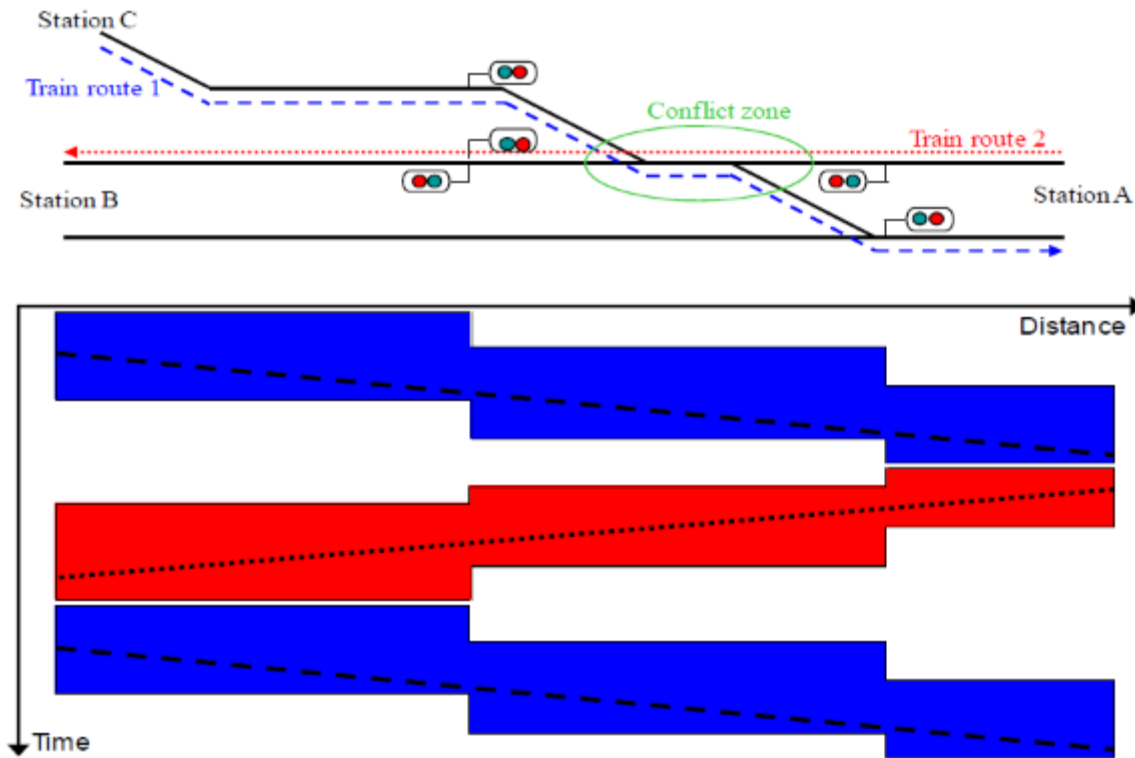 Station C
Train route 1
Conflict zone
Train route 2
Station B
Station A
Distance
Time